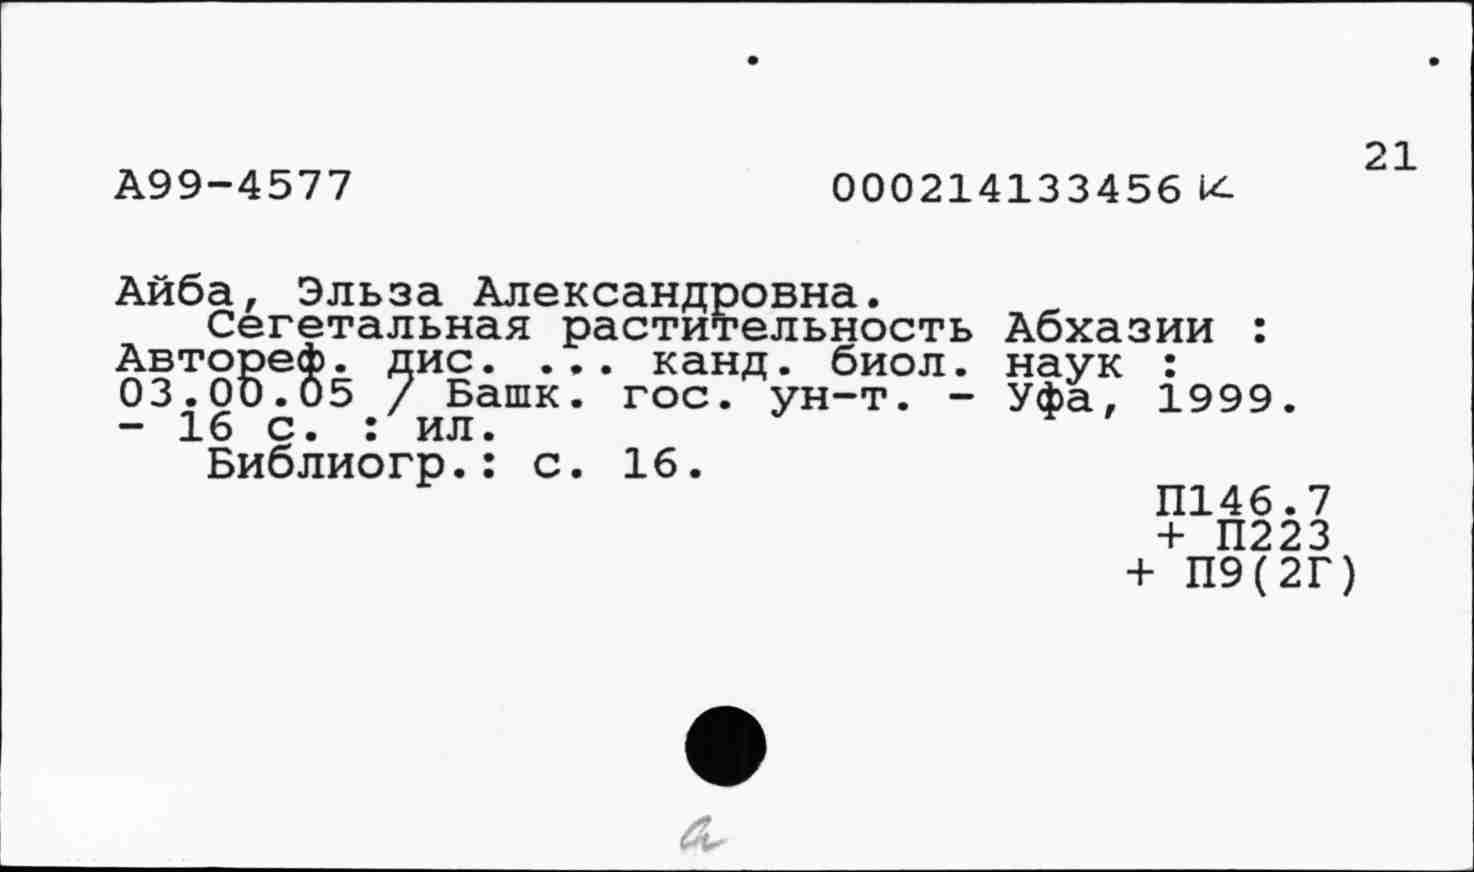 21
А99-4577 000214133456 к
Айба, Эльза Александровна.
Сегетальная растительность Абхазии :
Автореф. дис. ... канд. биол. наук :
03.00.05 / Башк. гос. ун-т. - Уфа, 1999.
- 16 с. : ил.
Библиогр.: с. 16.
П146.7
+ П223
+ П9(2Г)